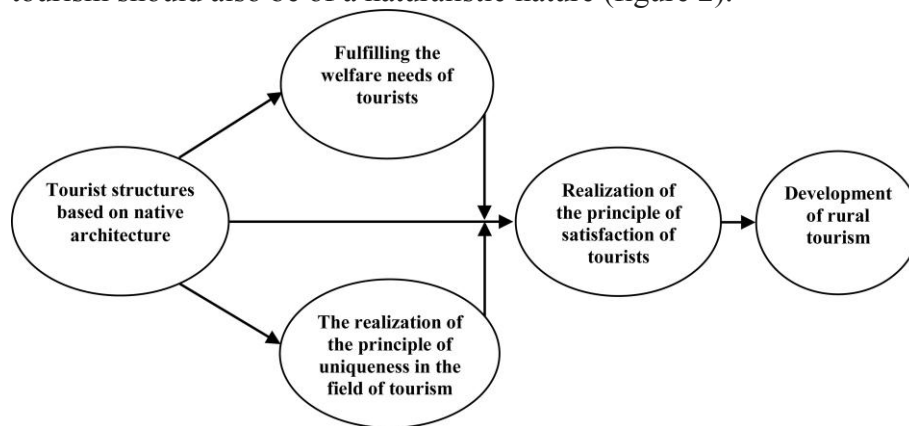 tourism should also be of a naturalistic nature (figure 2).
Fulfilling the
welfare needs of
tourists
Tourist structures
based on native
architecture
Realization of
the principle of
satisfaction of
tourists
Development
of rural
tourism
The realization of
the principle of
uniqueness in the
field of tourism